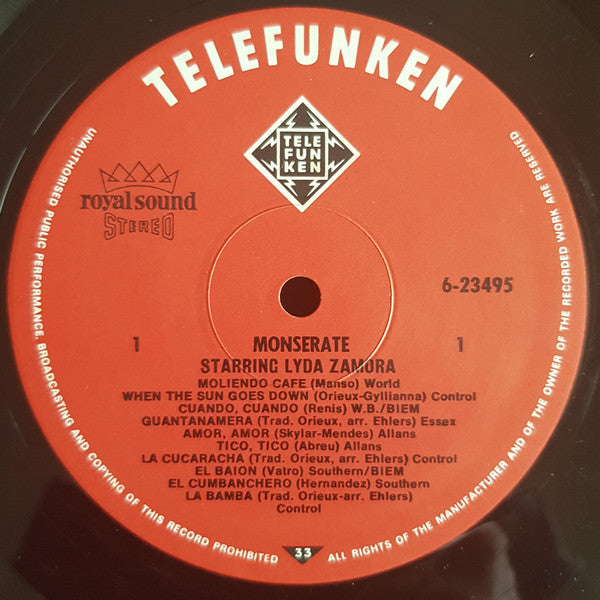 TELEFUNKEN
TELE
FUN
KEN
royal sound
STEREO
6-23495
1 MONSERATE 1
STARRING LYDA ZAMORA
MOLIENDO CAFE (Manso) World
WHEN THE SUN GOES DOWN (Orieux-Gyllianna) Control
CUANDO, CUANDO (Renis) W.B./BIEM
GUANTANAMERA (Trad. Orieux, arr. Ehlers) Essex
AMOR, AMOR (Skylar-Mendes) Allans
TICO, TICO (Abreu) Allans
LA CUCARACHA (Trad. Orieux, arr. Ehlers) Control
EL BAION (Vatro) Southern/BIEM
EL CUMBANCHERO (Hernandez) Southern
LA BAMBA (Trad. Orieux-arr. Ehlers)
Control
33
UNAUTHORISED PUBLIC PERFORMANCE, BROADCASTING AND COPYING OF THIS RECORD PROHIBITED
ALL RIGHTS OF THE MANUFACTURER AND OF THE OWNER OF THE RECORDED WORK ARE RESERVED